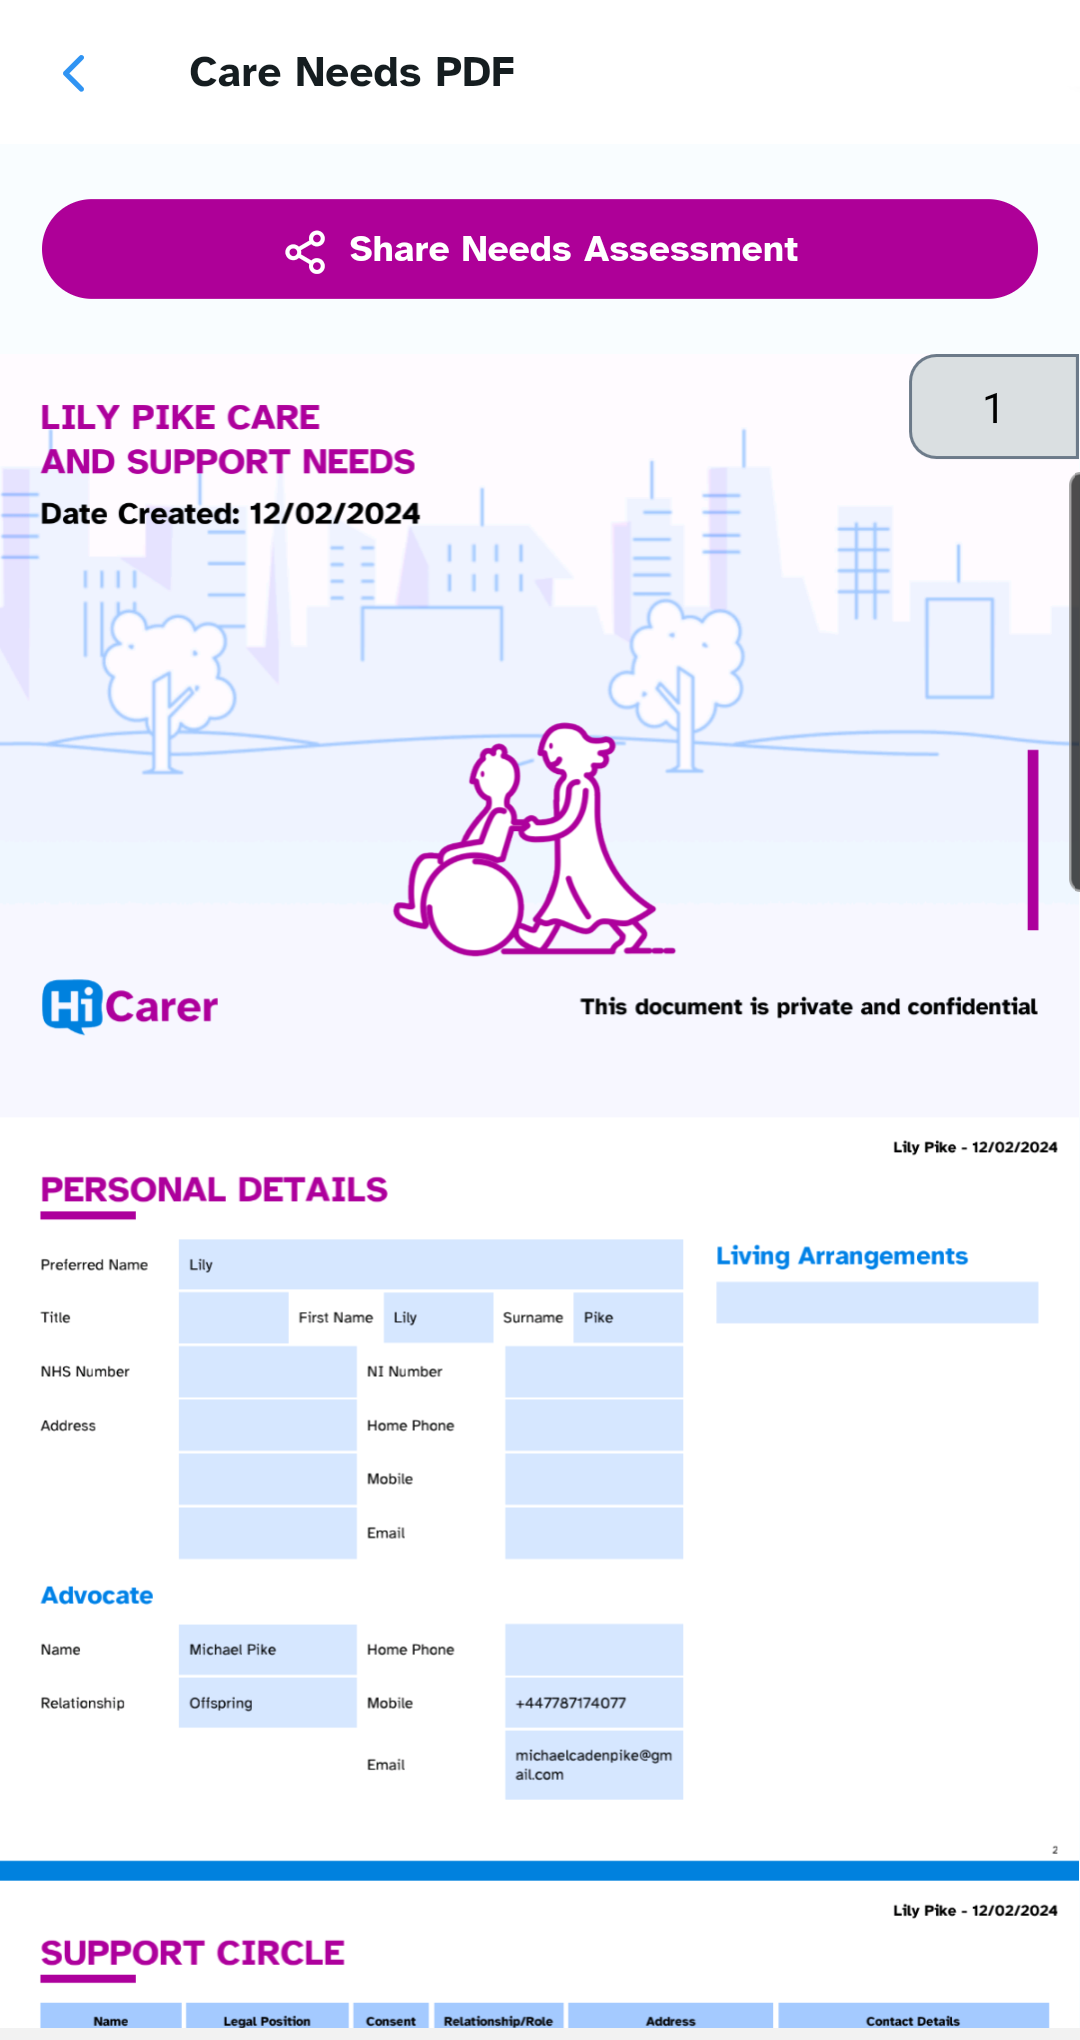 Care Needs PDF
Share Needs Assessment
1
LILY PIKE CARE
AND SUPPORT NEEDS
Date Created: 12/02/2024
Hi Carer
This document is private and confidential
Lily Pike - 12/02/2024
PERSONAL DETAILS
Preferred Name Lily
Living Arrangements
Title First Name Lily Surname Pike
NHS Number NI Number
Address Home Phone
Mobile
Email
Advocate
Name Michael Pike Home Phone
Relationship Offspring Mobile +447787174077
Email michaelcadenpike@gm
ail.com
2
Lily Pike - 12/02/2024
SUPPORT CIRCLE
Name Legal Position Consent Relationship/Role Address Contact Details